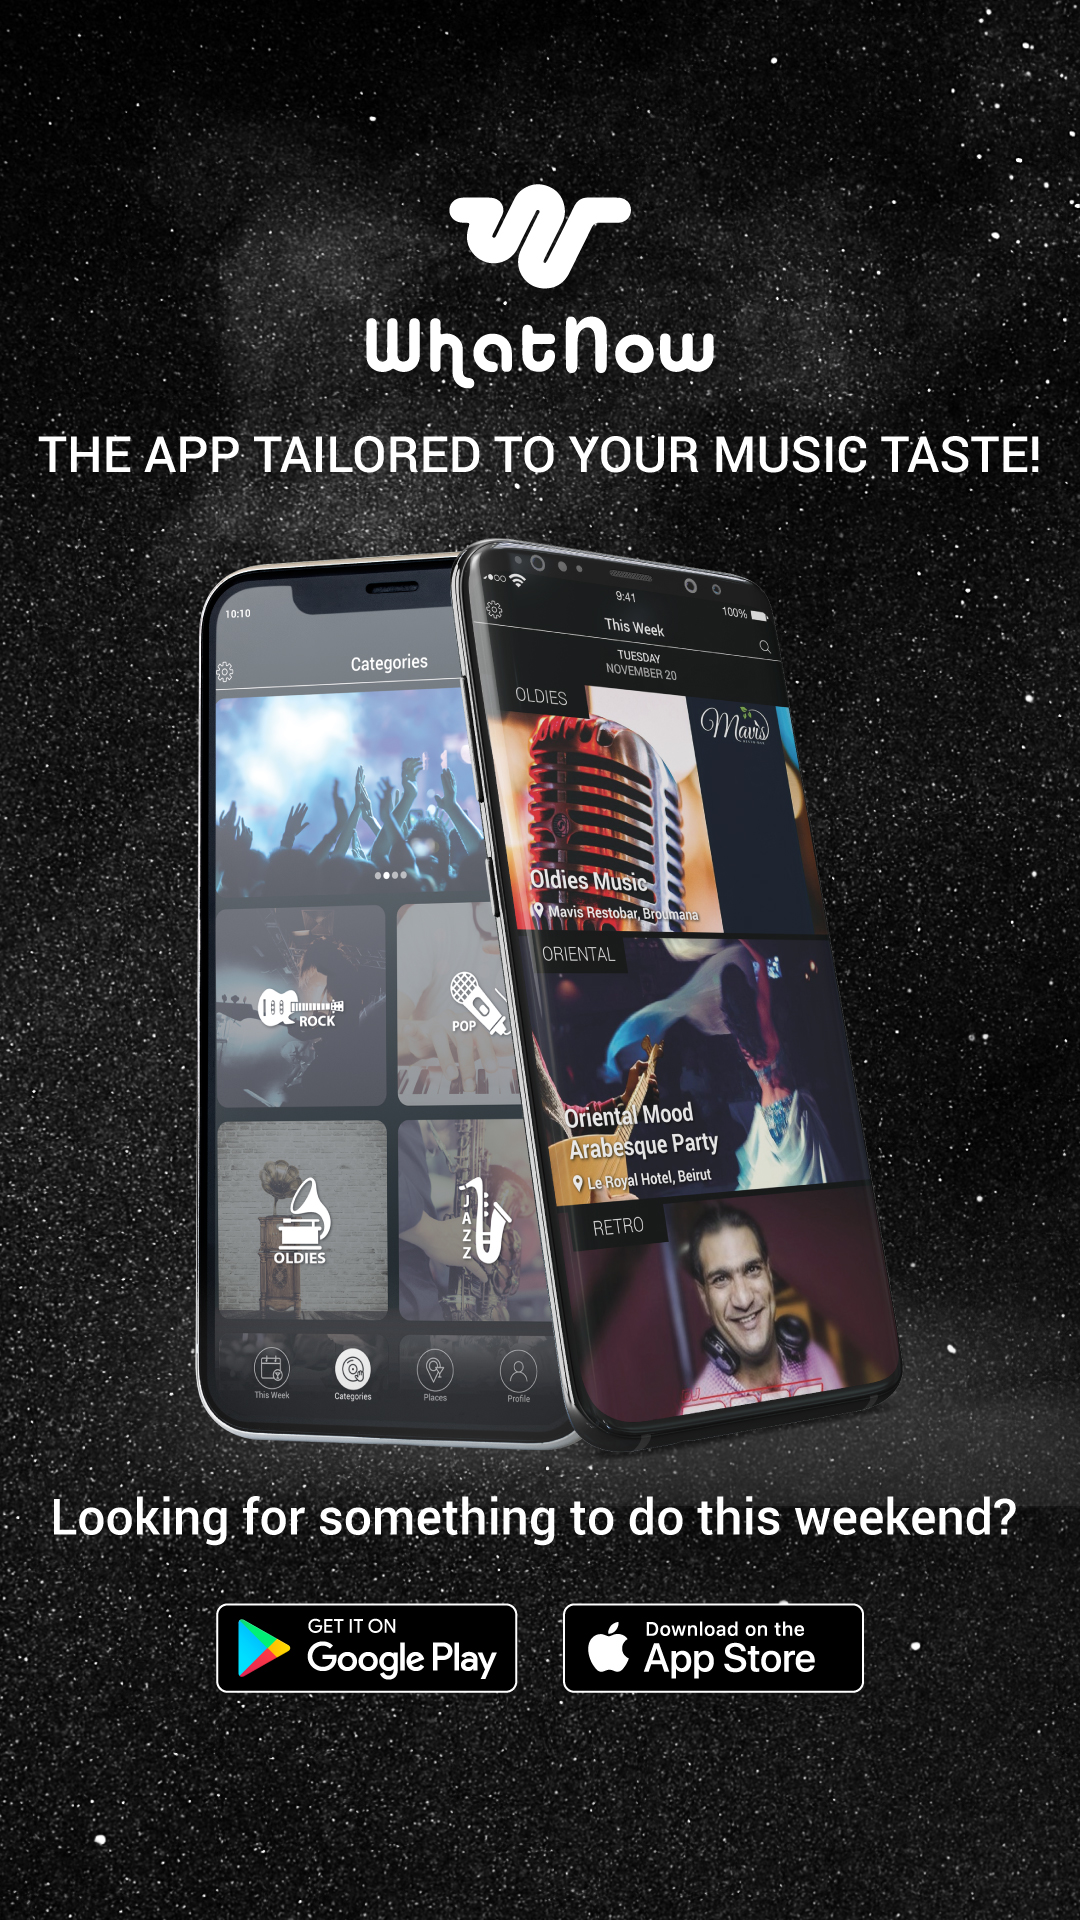 WhatNow
THE APP TAILORED TO YOUR MUSIC TASTE!
10:10
Categories
ROCK
POP
OLDIES
JAZZ
This Week
Categories
Places
Profile
9:41
100%
This Week
TUESDAY
NOVEMBER 20
OLDIES
Mavis
Oldies Music
Mavis Restobar, Broumana
ORIENTAL
Oriental Mood
Arabesque Party
Le Royal Hotel, Beirut
RETRO
DJ
Looking for something to do this weekend?
GET IT ON
Google Play
Download on the
App Store